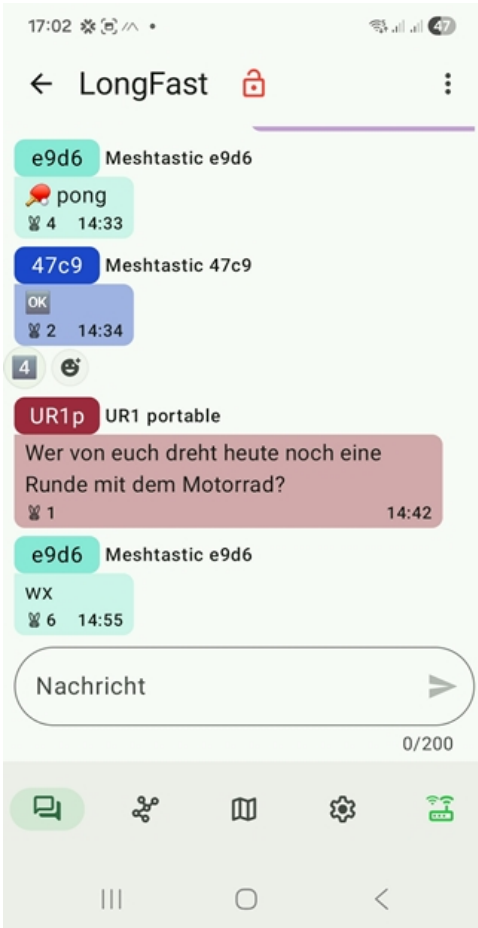 17:02
47
LongFast
e9d6 Meshtastic e9d6
🏓 pong
4 14:33
47c9 Meshtastic 47c9
🆗
2 14:34
4️⃣
UR1p UR1 portable
Wer von euch dreht heute noch eine
Runde mit dem Motorrad?
1 14:42
e9d6 Meshtastic e9d6
wx
6 14:55
Nachricht
0/200